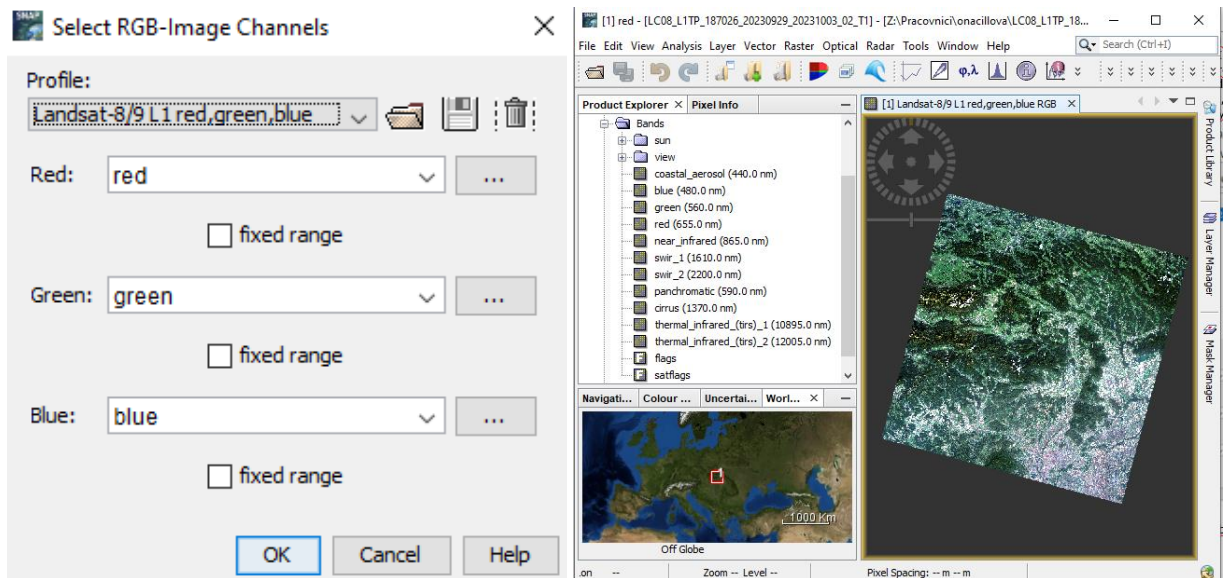 SNAP
Select RGB-Image Channels
Profile:
Landsat-8/9 L1 red,green,blue
Red:
red
...
fixed range
Green:
green
...
fixed range
Blue:
blue
...
fixed range
OK
Cancel
Help
[1] red - [LC08_L1TP_187026_20230929_20231003_02_T1] - [Z:\Pracovnici\onacillova\LC08_L1TP_18...
File Edit View Analysis Layer Vector Raster Optical Radar Tools Window Help
Search (Ctrl+I)
φ,λ
Product Explorer
Pixel Info
Bands
sun
view
coastal_aerosol (440.0 nm)
blue (480.0 nm)
green (560.0 nm)
red (655.0 nm)
near_infrared (865.0 nm)
swir_1 (1610.0 nm)
swir_2 (2200.0 nm)
panchromatic (590.0 nm)
cirrus (1370.0 nm)
thermal_infrared_(tirs)_1 (10895.0 nm)
thermal_infrared_(tirs)_2 (12005.0 nm)
flags
satflags
Navigati...
Colour ...
Uncertai...
Worl...
1
1000 Km
Off Globe
[1] Landsat-8/9 L1 red,green,blue RGB
Product Library
Layer Manager
Mask Manager
.on -- Zoom -- Level -- Pixel Spacing: -- m -- m